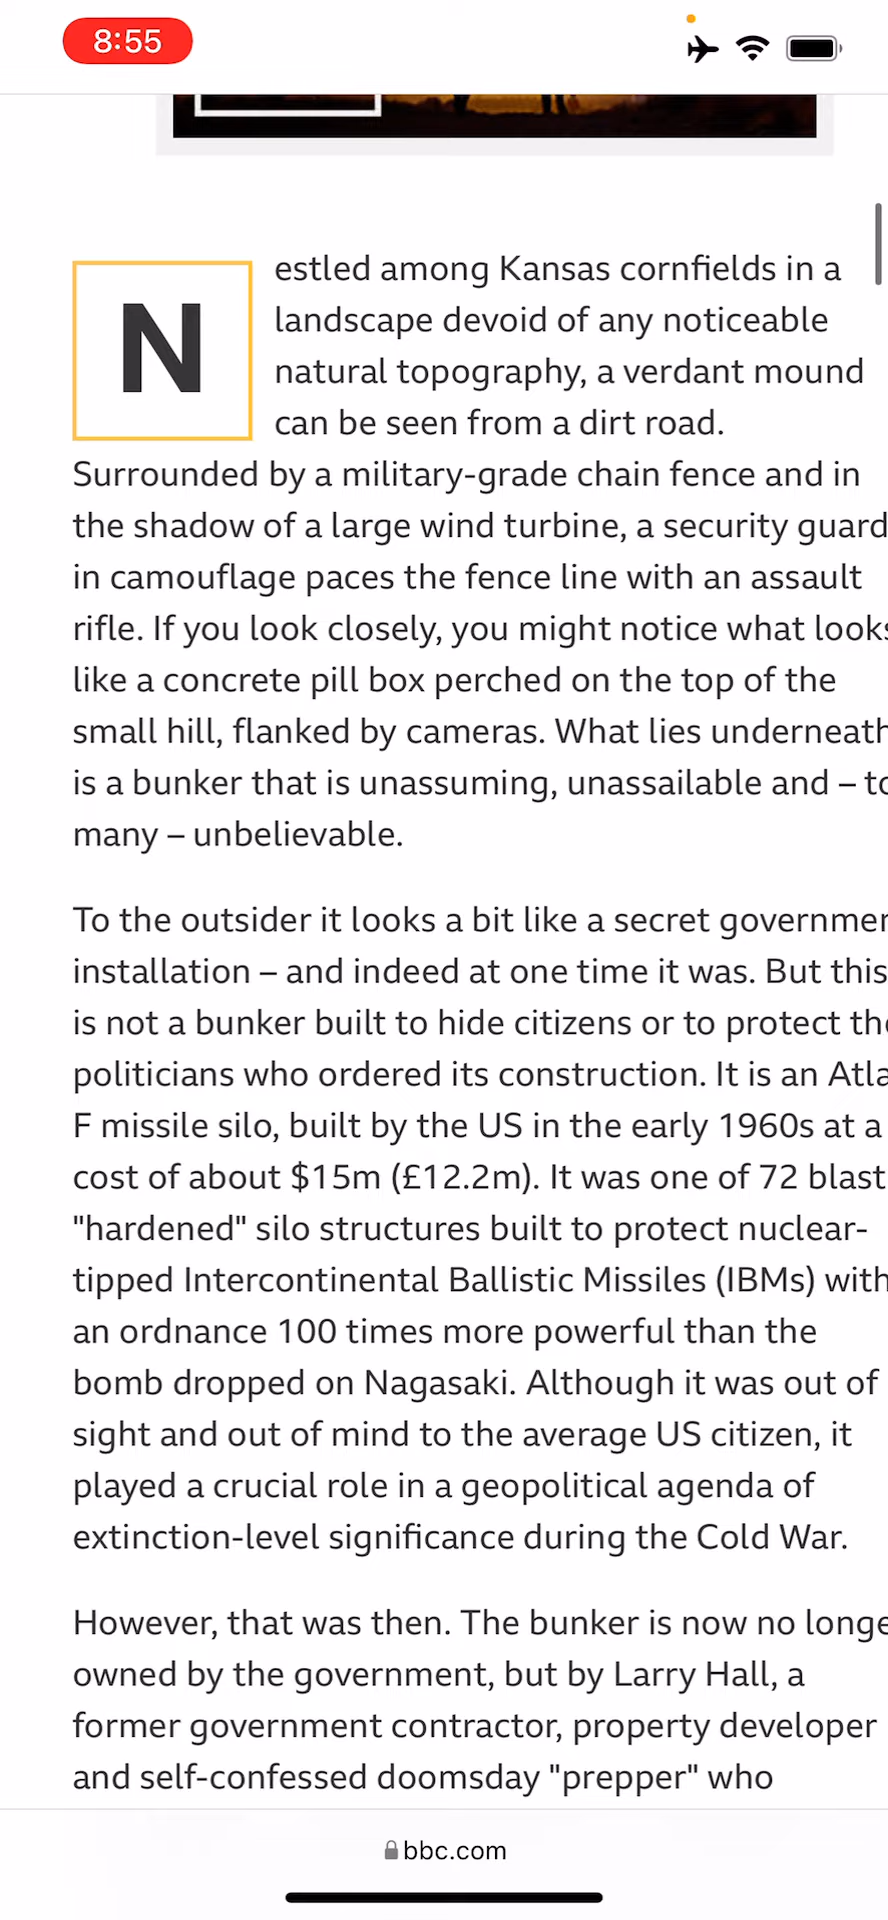 8:55
N
estled among Kansas cornfields in a
landscape devoid of any noticeable
natural topography, a verdant mound
can be seen from a dirt road.
Surrounded by a military-grade chain fence and in
the shadow of a large wind turbine, a security guard
in camouflage paces the fence line with an assault
rifle. If you look closely, you might notice what looks
like a concrete pill box perched on the top of the
small hill, flanked by cameras. What lies underneath
is a bunker that is unassuming, unassailable and – to
many – unbelievable.
To the outsider it looks a bit like a secret governmen
installation – and indeed at one time it was. But this
is not a bunker built to hide citizens or to protect the
politicians who ordered its construction. It is an Atla
F missile silo, built by the US in the early 1960s at a
cost of about $15m (£12.2m). It was one of 72 blast
"hardened" silo structures built to protect nuclear-
tipped Intercontinental Ballistic Missiles (IBMs) with
an ordnance 100 times more powerful than the
bomb dropped on Nagasaki. Although it was out of
sight and out of mind to the average US citizen, it
played a crucial role in a geopolitical agenda of
extinction-level significance during the Cold War.
However, that was then. The bunker is now no longe
owned by the government, but by Larry Hall, a
former government contractor, property developer
and self-confessed doomsday "prepper" who
bbc.com